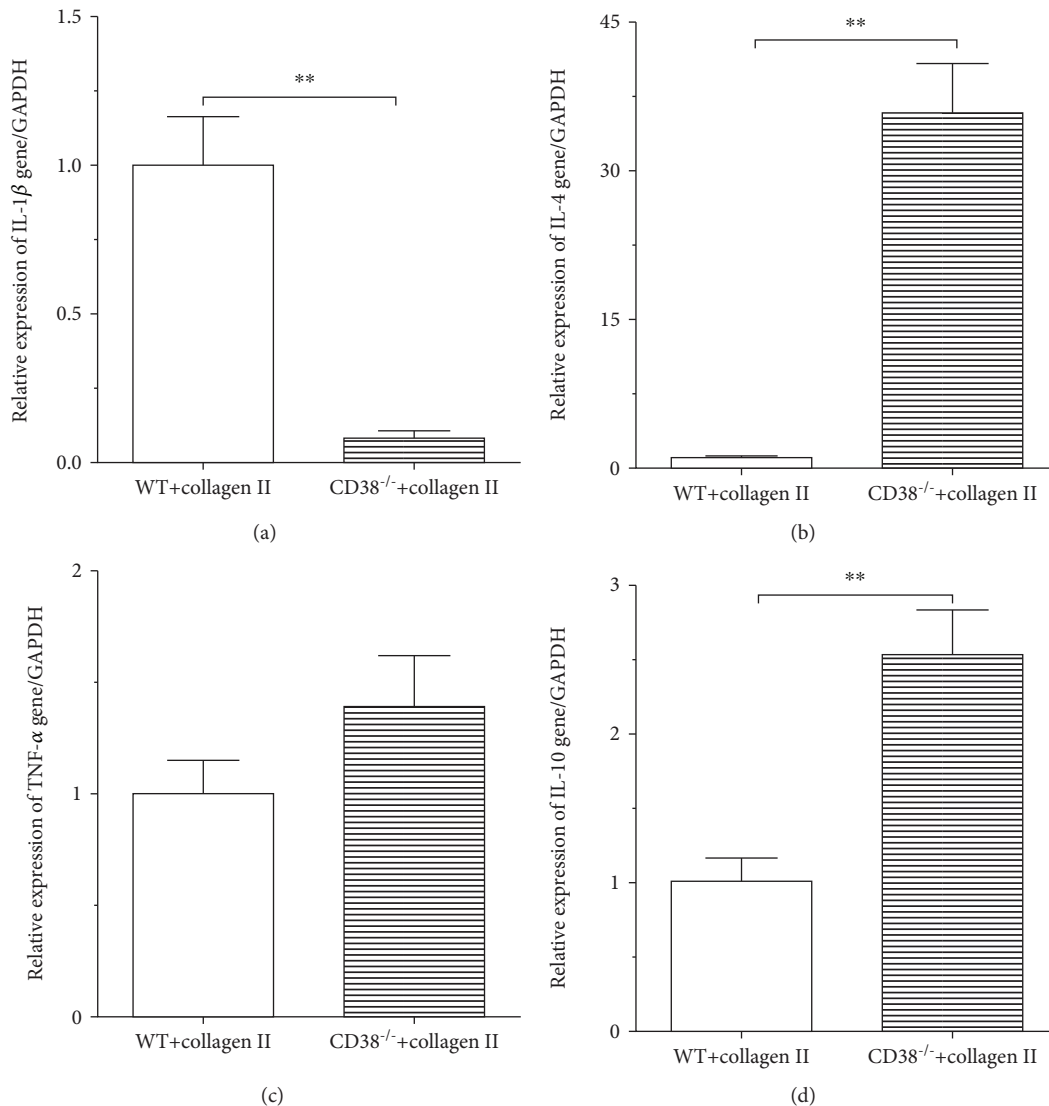 Relative expression of IL-1β gene/GAPDH
1.5
1.0
0.5
0.0
**
WT+collagen II
CD38-/-+collagen II
(a)
Relative expression of IL-4 gene/GAPDH
45
30
15
0
**
WT+collagen II
CD38-/-+collagen II
(b)
Relative expression of TNF-α gene/GAPDH
2
1
0
WT+collagen II
CD38-/-+collagen II
(c)
Relative expression of IL-10 gene/GAPDH
3
2
1
0
**
WT+collagen II
CD38-/-+collagen II
(d)